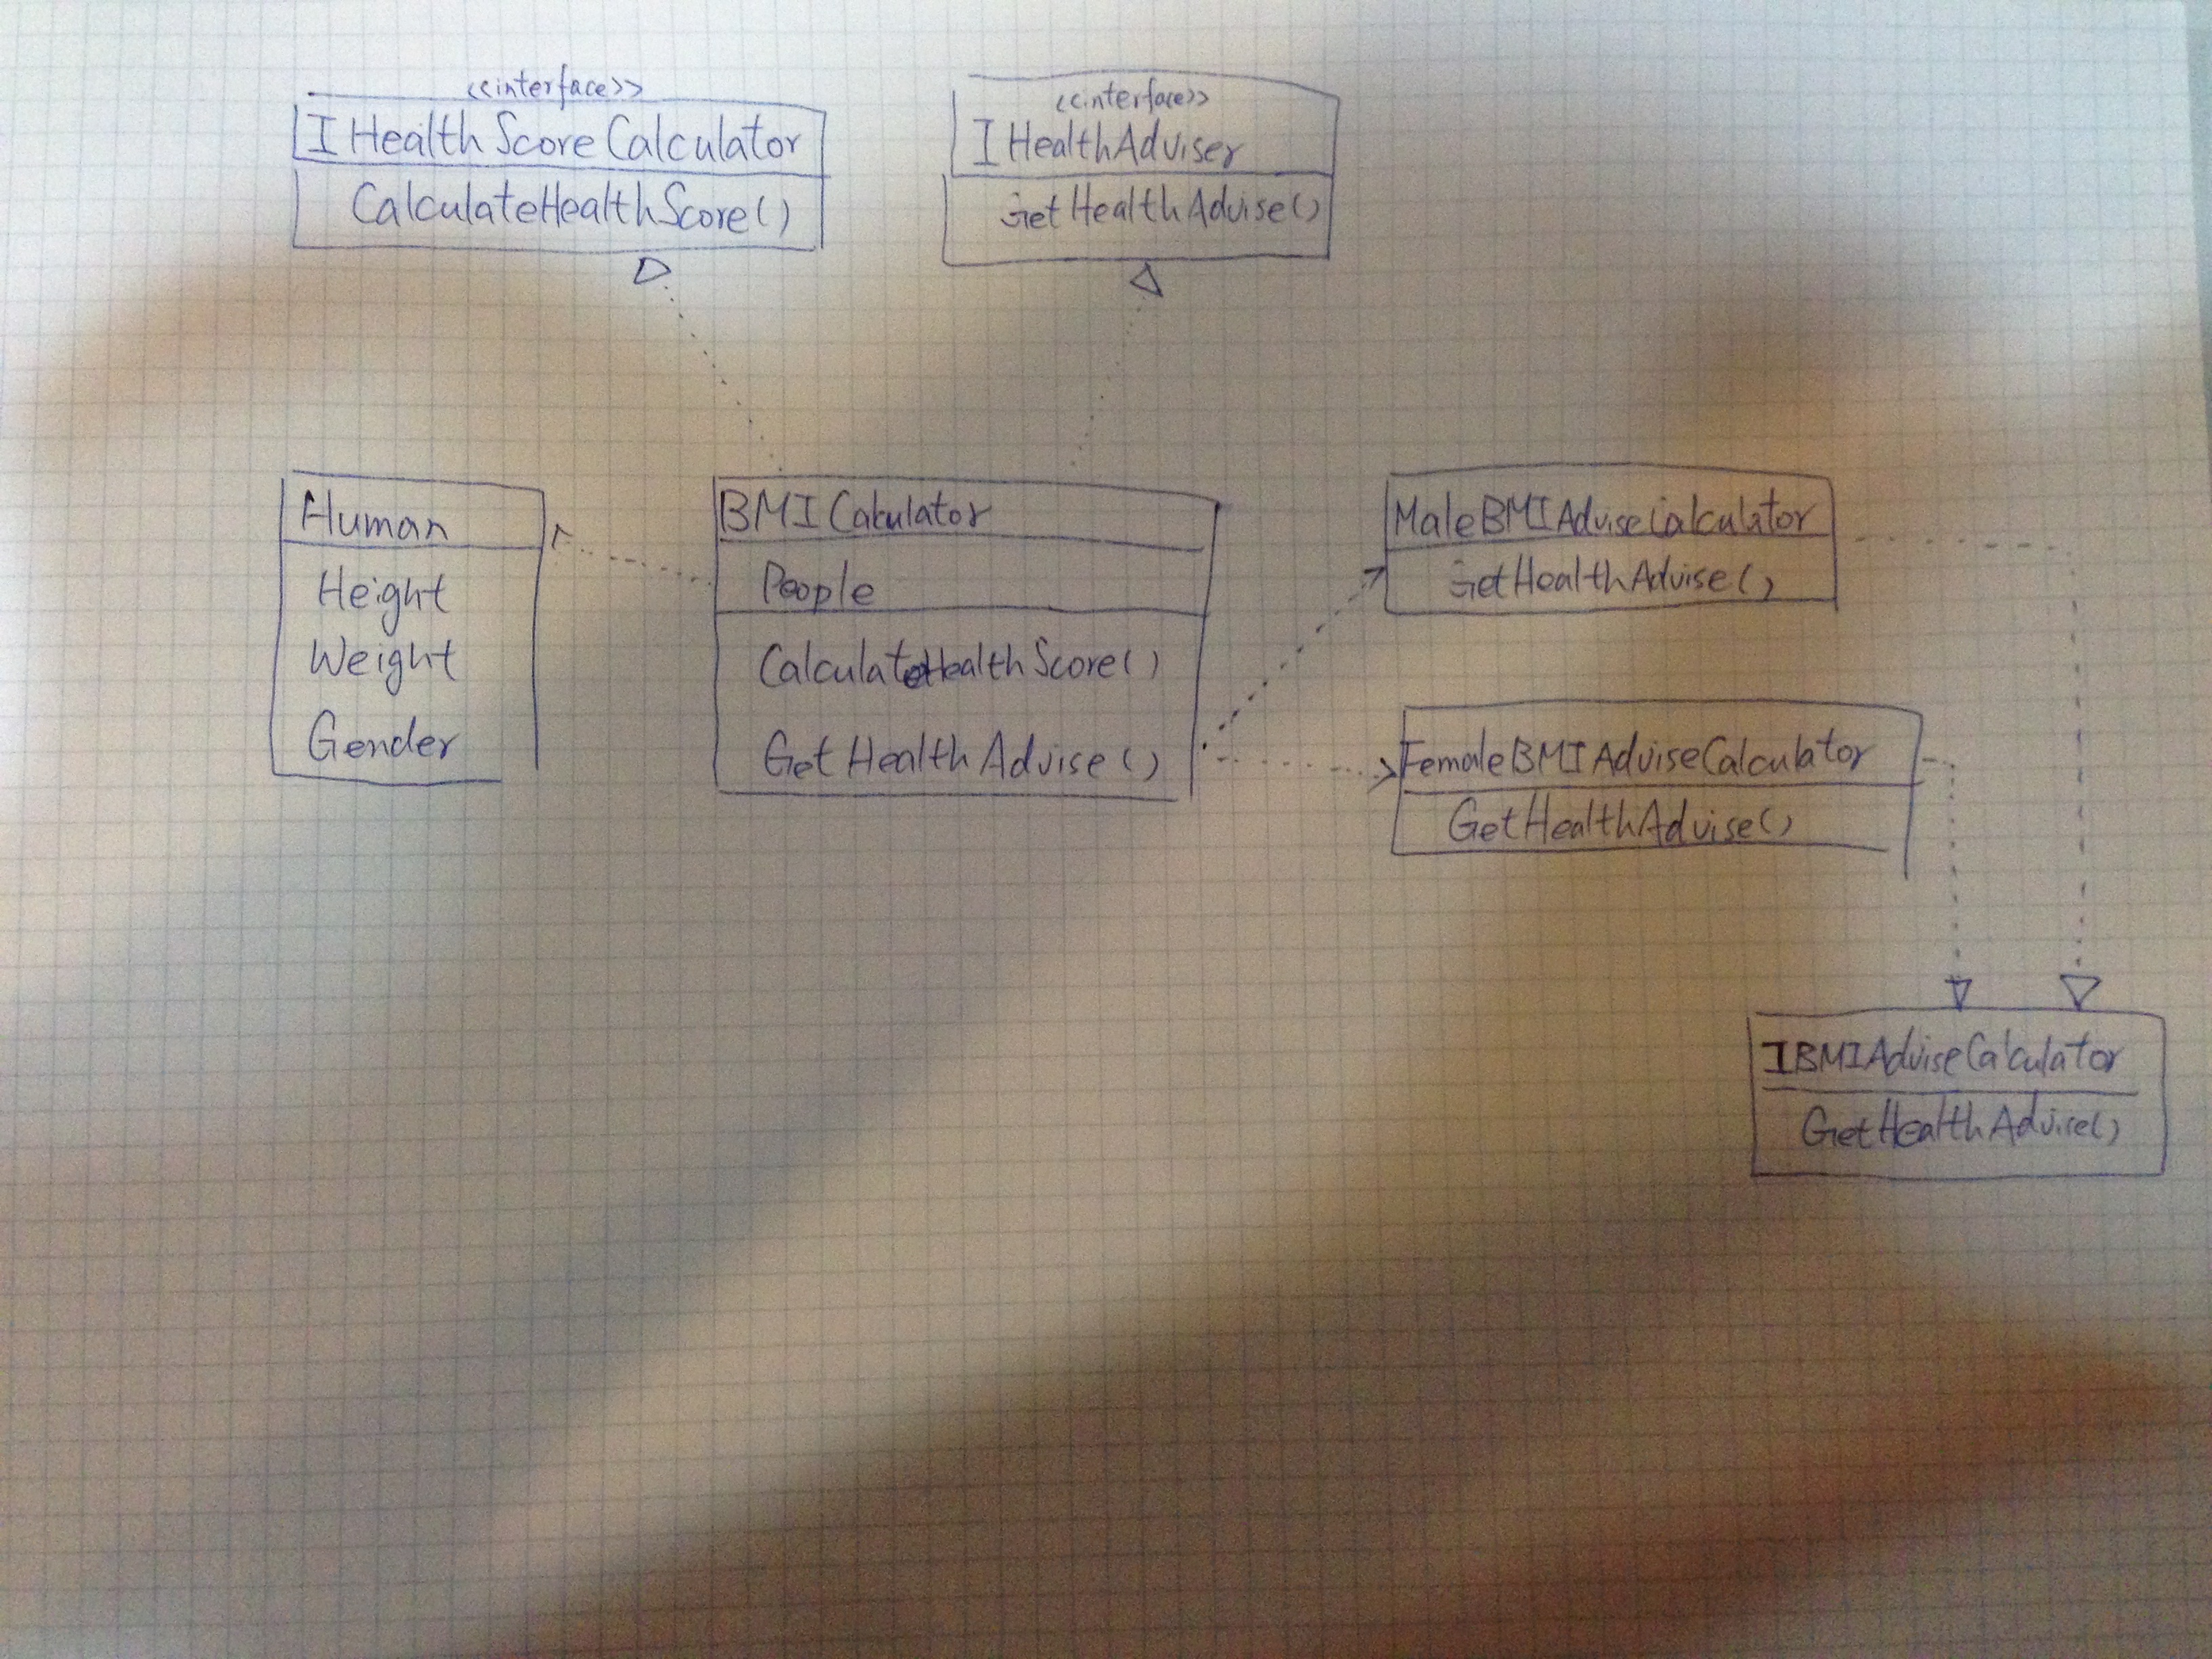 <<interface>>
IHealthScoreCalculator
CalculateHealthScore()
<<interface>>
IHealthAdviser
GetHealthAdvise()
Human
Height
Weight
Gender
BMICalculator
People
CalculateHealthScore()
GetHealthAdvise()
MaleBMIAdviseCalculator
GetHealthAdvise()
FemaleBMIAdviseCalculator
GetHealthAdvise()
IBMIAdviseCalculator
GetHealthAdvise()